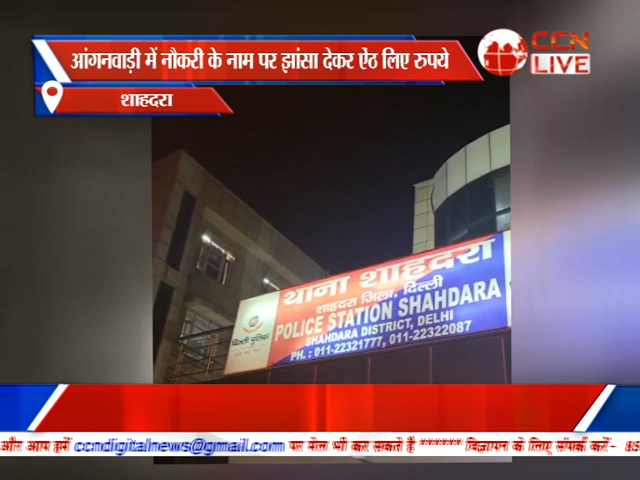 आंगनवाड़ी में नौकरी के नाम पर झांसा देकर ऐंठ लिए रुपये
CCN
LIVE
शाहदरा
थाना शाहदरा
शाहदरा जिला, दिल्ली
POLICE STATION SHAHDARA
SHAHDARA DISTRICT, DELHI
PH. : 011-22321777, 011-22322087
दिल्ली पुलिस
और आप हमें ccndigitalnews@gmail.com पर मेल भी कर सकते है ****** विज्ञापन के लिए संपर्क करें:-